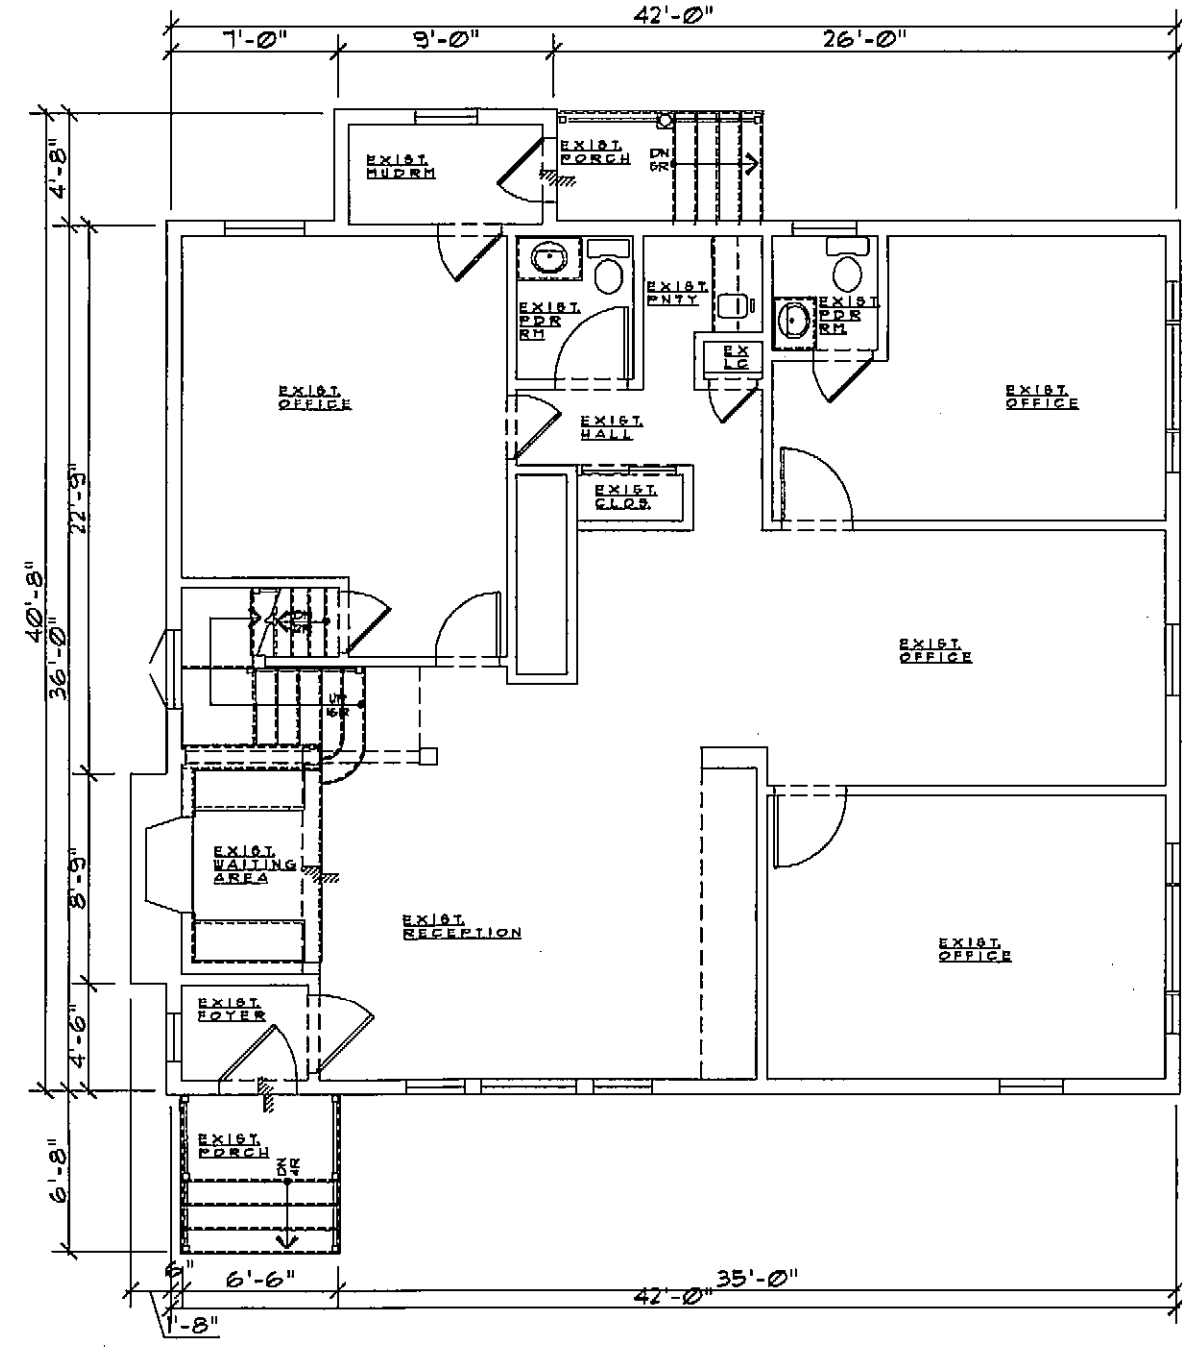 42'-0"
7'-0"
9'-0"
26'-0"
4'-8"
EXIST.
MUDRM
EXIST.
PORCH
DN
5R
EXIST.
PDR
RM
EXIST.
PNTY
EXIST.
PDR
RM
EX
LC
EXIST.
OFFICE
EXIST.
OFFICE
EXIST.
HALL
22'-9"
EXIST.
CLOS.
40'-8"
36'-0"
EXIST.
OFFICE
UP
EXIST.
WAITING
AREA
8'-9"
EXIST.
RECEPTION
EXIST.
OFFICE
EXIST.
FOYER
4'-6"
EXIST.
PORCH
DN
4R
6'-8"
6"
6'-6"
35'-0"
42'-0"
1'-8"